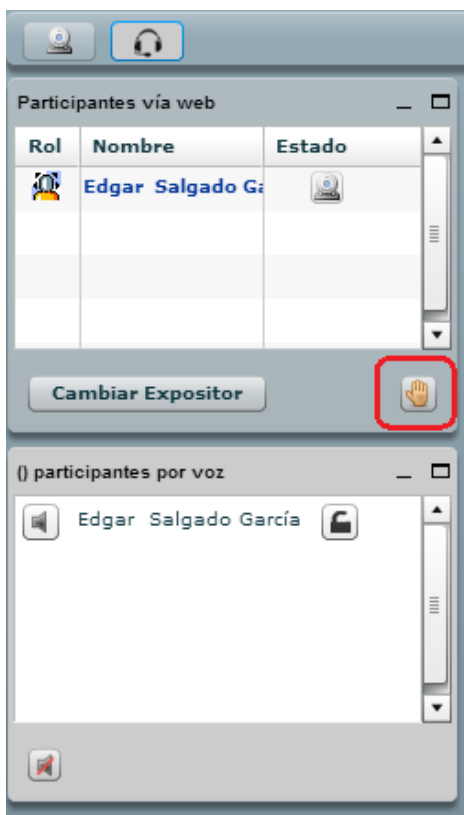 Participantes vía web
Rol Nombre Estado
Edgar Salgado Ga
Cambiar Expositor
() participantes por voz
Edgar Salgado García